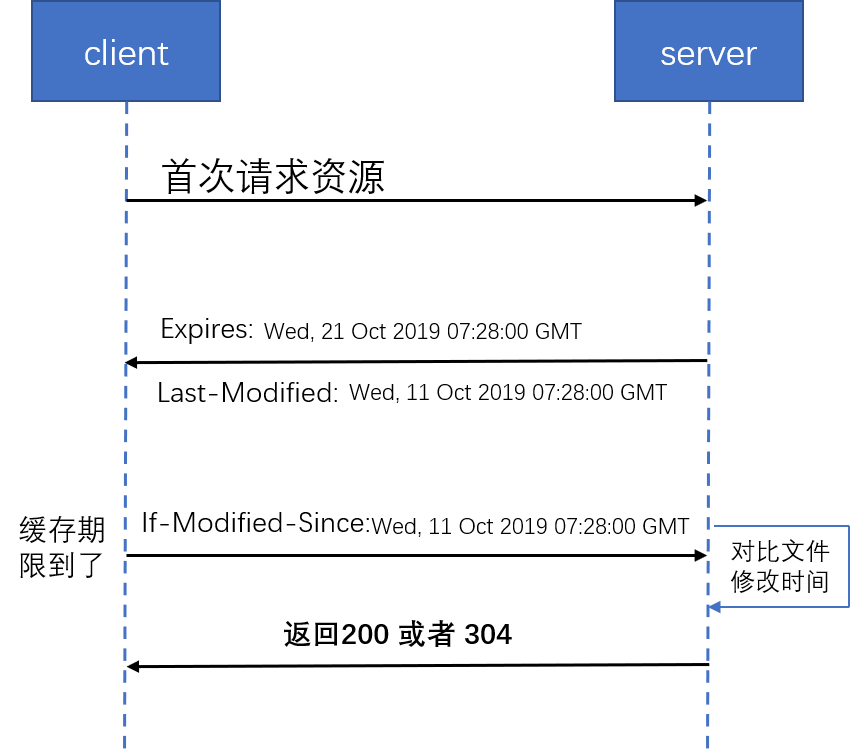 client
server
首次请求资源
Expires: Wed, 21 Oct 2019 07:28:00 GMT
Last-Modified: Wed, 11 Oct 2019 07:28:00 GMT
缓存期
限到了
If-Modified-Since:Wed, 11 Oct 2019 07:28:00 GMT
对比文件
修改时间
返回200 或者 304